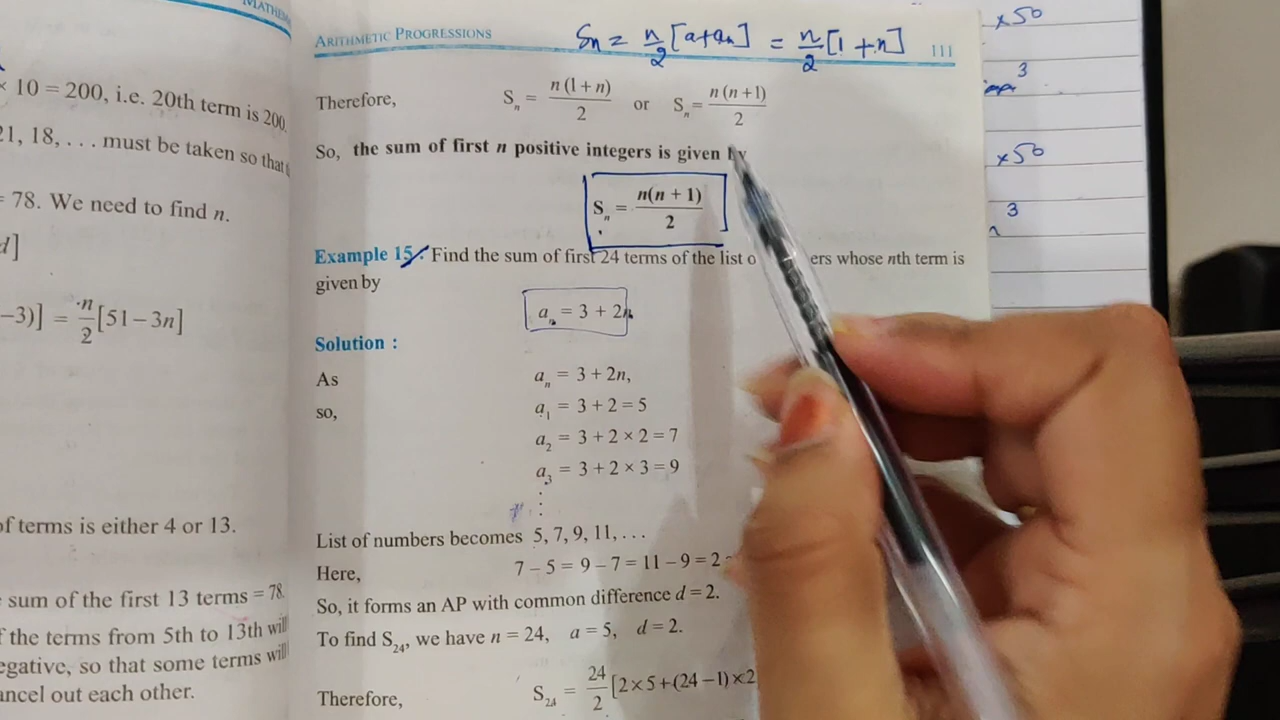 MATHEM
× 10 = 200, i.e. 20th term is 200.
21, 18, . . . must be taken so that
= 78. We need to find n.
d]
–3)] = n/2 [51 – 3n]
of terms is either 4 or 13.
sum of the first 13 terms = 78.
f the terms from 5th to 13th will
egative, so that some terms will
ancel out each other.
ARITHMETIC PROGRESSIONS
Sn = n/2 [a+an] = n/2 [1 + n]
111
Therefore, Sn = n (1 + n)/2 or Sn = n (n + 1)/2
So, the sum of first n positive integers is given by
Sn = n(n + 1)/2
Example 15 : Find the sum of first 24 terms of the list o ers whose nth term is
given by
an = 3 + 2n
Solution :
As an = 3 + 2n,
so, a1 = 3 + 2 = 5
a2 = 3 + 2 × 2 = 7
a3 = 3 + 2 × 3 = 9
⋮
List of numbers becomes 5, 7, 9, 11, . . .
Here, 7 – 5 = 9 – 7 = 11 – 9 = 2
So, it forms an AP with common difference d = 2.
To find S24, we have n = 24, a = 5, d = 2.
Therefore, S24 = 24/2 [2 × 5 + (24 – 1) × 2
×50
3
×50
3